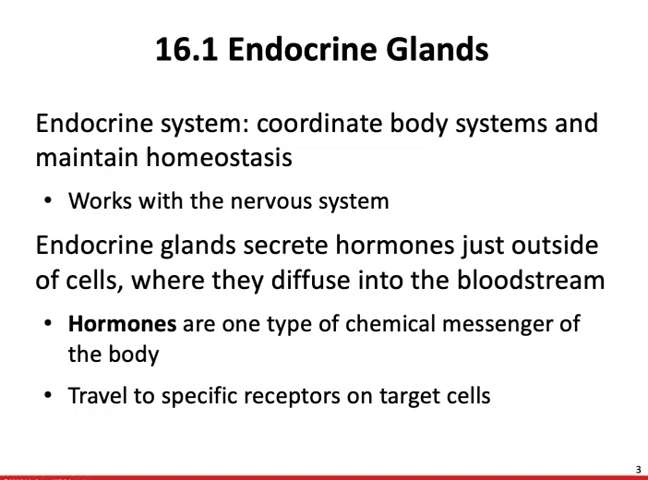 16.1 Endocrine Glands
Endocrine system: coordinate body systems and
maintain homeostasis
• Works with the nervous system
Endocrine glands secrete hormones just outside
of cells, where they diffuse into the bloodstream
• Hormones are one type of chemical messenger of
the body
• Travel to specific receptors on target cells
3